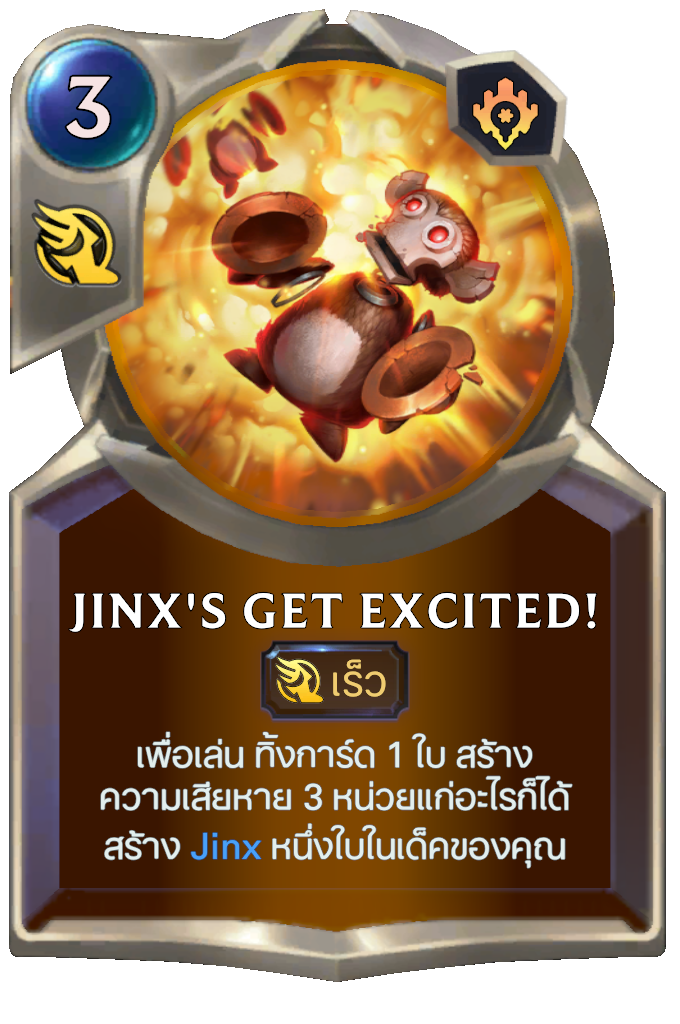 3
JINX'S GET EXCITED!
เร็ว
เพื่อเล่น ทิ้งการ์ด 1 ใบ สร้าง
ความเสียหาย 3 หน่วยแก่อะไรก็ได้
สร้าง Jinx หนึ่งใบในเด็คของคุณ